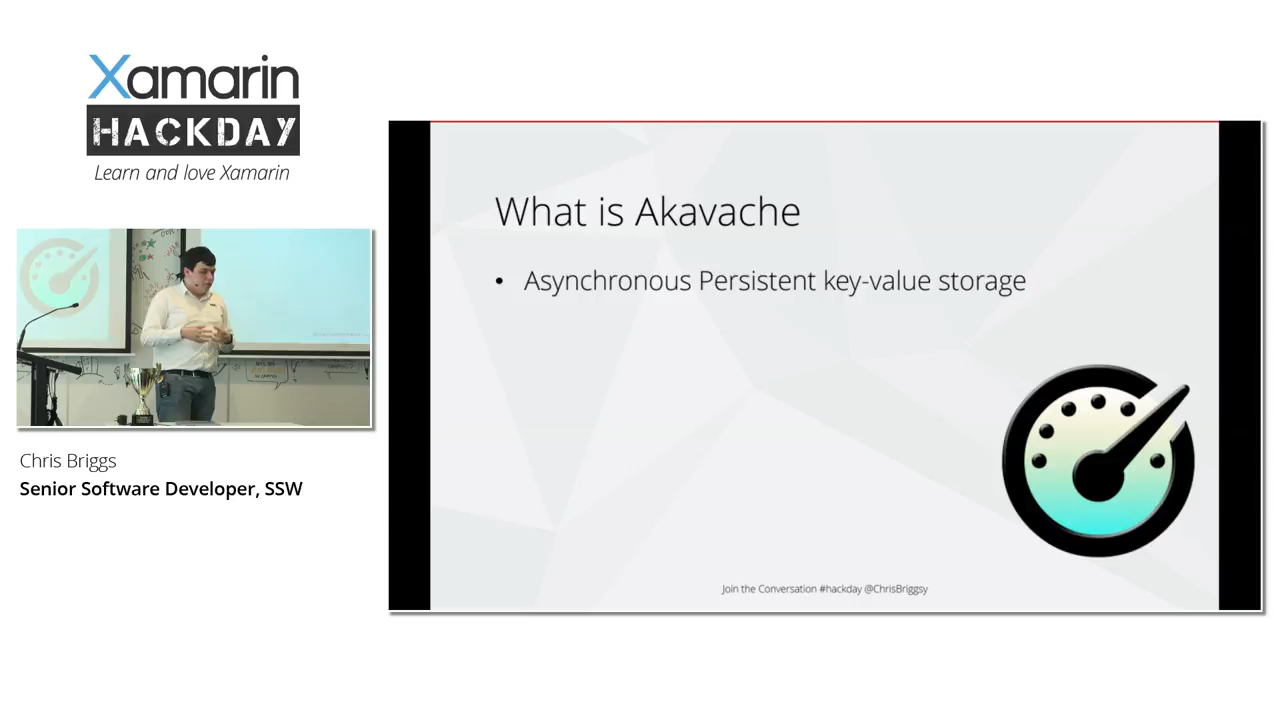 Xamarin
HACKDAY
Learn and love Xamarin
What is Akavache
• Asynchronous Persistent key-value storage
Join the Conversation #hackday @ChrisBriggsy
Chris Briggs
Senior Software Developer, SSW